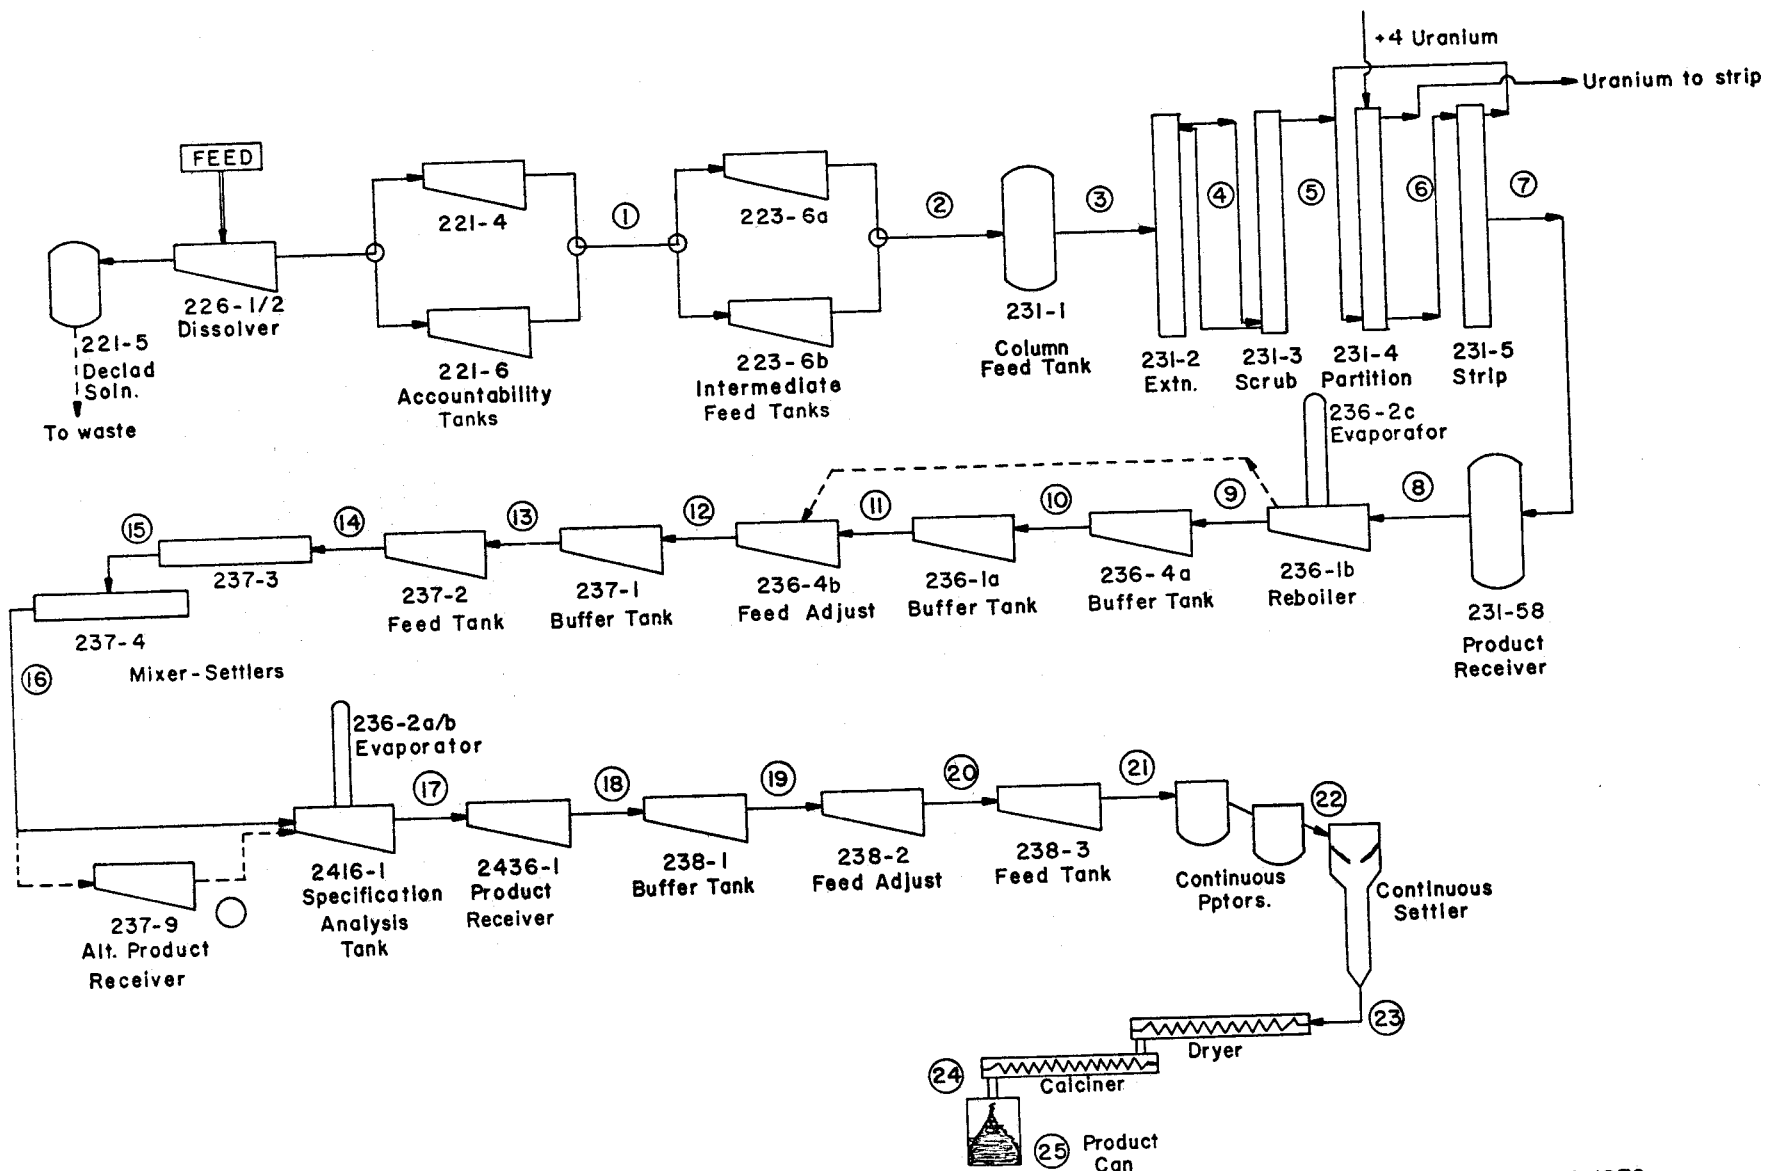 +4 Uranium
Uranium to strip
FEED
226-1/2
Dissolver
221-5
Declad
Soln.
To waste
221-4
221-6
Accountability
Tanks
1
223-6a
223-6b
Intermediate
Feed Tanks
2
231-1
Column
Feed Tank
3
231-2
Extn.
4
231-3
Scrub
5
231-4
Partition
6
231-5
Strip
7
236-2c
Evaporafor
8
231-58
Product
Receiver
236-1b
Reboiler
9
236-4a
Buffer Tank
10
236-1a
Buffer Tank
11
236-4b
Feed Adjust
12
237-1
Buffer Tank
13
237-2
Feed Tank
14
237-3
15
237-4
Mixer-Settlers
16
237-9
Alt. Product
Receiver
236-2a/b
Evaporator
2416-1
Specification
Analysis
Tank
17
2436-1
Product
Receiver
18
238-1
Buffer Tank
19
238-2
Feed Adjust
20
238-3
Feed Tank
21
Continuous
Pptors.
22
Continuous
Settler
23
Dryer
Calciner
24
25
Product
Can